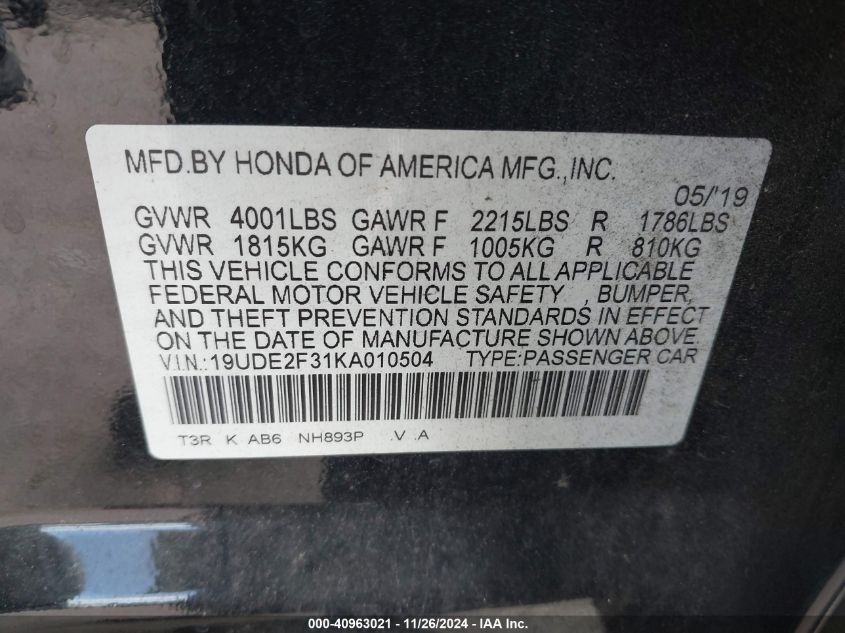 MFD.BY HONDA OF AMERICA MFG.,INC.
05/'19
GVWR 4001LBS GAWR F 2215LBS R 1786LBS
GVWR 1815KG GAWR F 1005KG R 810KG
THIS VEHICLE CONFORMS TO ALL APPLICABLE
FEDERAL MOTOR VEHICLE SAFETY , BUMPER,
AND THEFT PREVENTION STANDARDS IN EFFECT
ON THE DATE OF MANUFACTURE SHOWN ABOVE.
V.I.N.:19UDE2F31KA010504 TYPE:PASSENGER CAR
T3R K AB6 NH893P .V .A
000-40963021 - 11/26/2024 - IAA Inc.